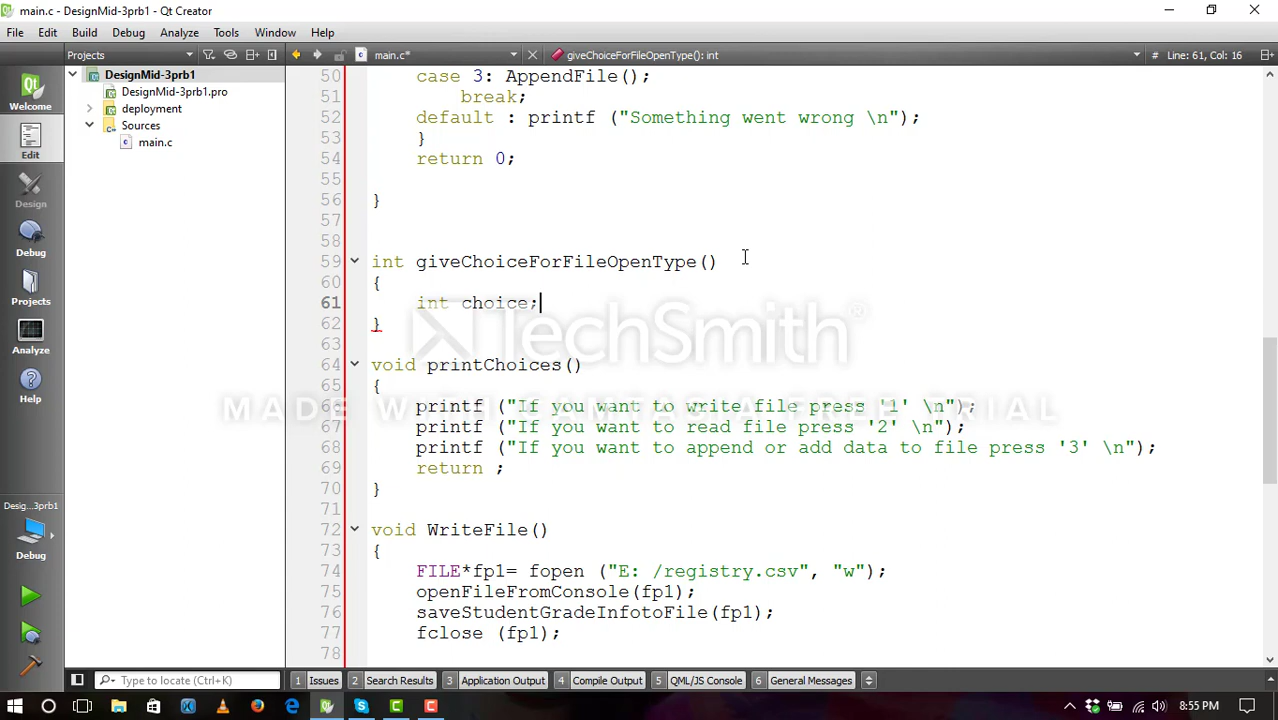 main.c - DesignMid-3prb1 - Qt Creator
File Edit Build Debug Analyze Tools Window Help
Projects main.c* giveChoiceForFileOpenType(): int # Line: 61, Col: 16
DesignMid-3prb1
DesignMid-3prb1.pro
deployment
Sources
main.c
Welcome
Edit
Design
Debug
Projects
Analyze
Help
Desig...3prb1
Debug
50 case 3: AppendFile();
51 break;
52 default : printf ("Something went wrong \n");
53 }
54 return 0;
55
56 }
57
58
59 int giveChoiceForFileOpenType()
60 {
61 int choice;
62 }
63
64 void printChoices()
65 {
66 printf ("If you want to write file press '1' \n");
67 printf ("If you want to read file press '2' \n");
68 printf ("If you want to append or add data to file press '3' \n");
69 return ;
70 }
71
72 void WriteFile()
73 {
74 FILE*fp1= fopen ("E: /registry.csv", "w");
75 openFileFromConsole(fp1);
76 saveStudentGradeInfotoFile(fp1);
77 fclose (fp1);
78
TechSmith
MADE WITH CAMTASIA FREE TRIAL
Type to locate (Ctrl+K) 1 Issues 2 Search Results 3 Application Output 4 Compile Output 5 QML/JS Console 6 General Messages
8:55 PM